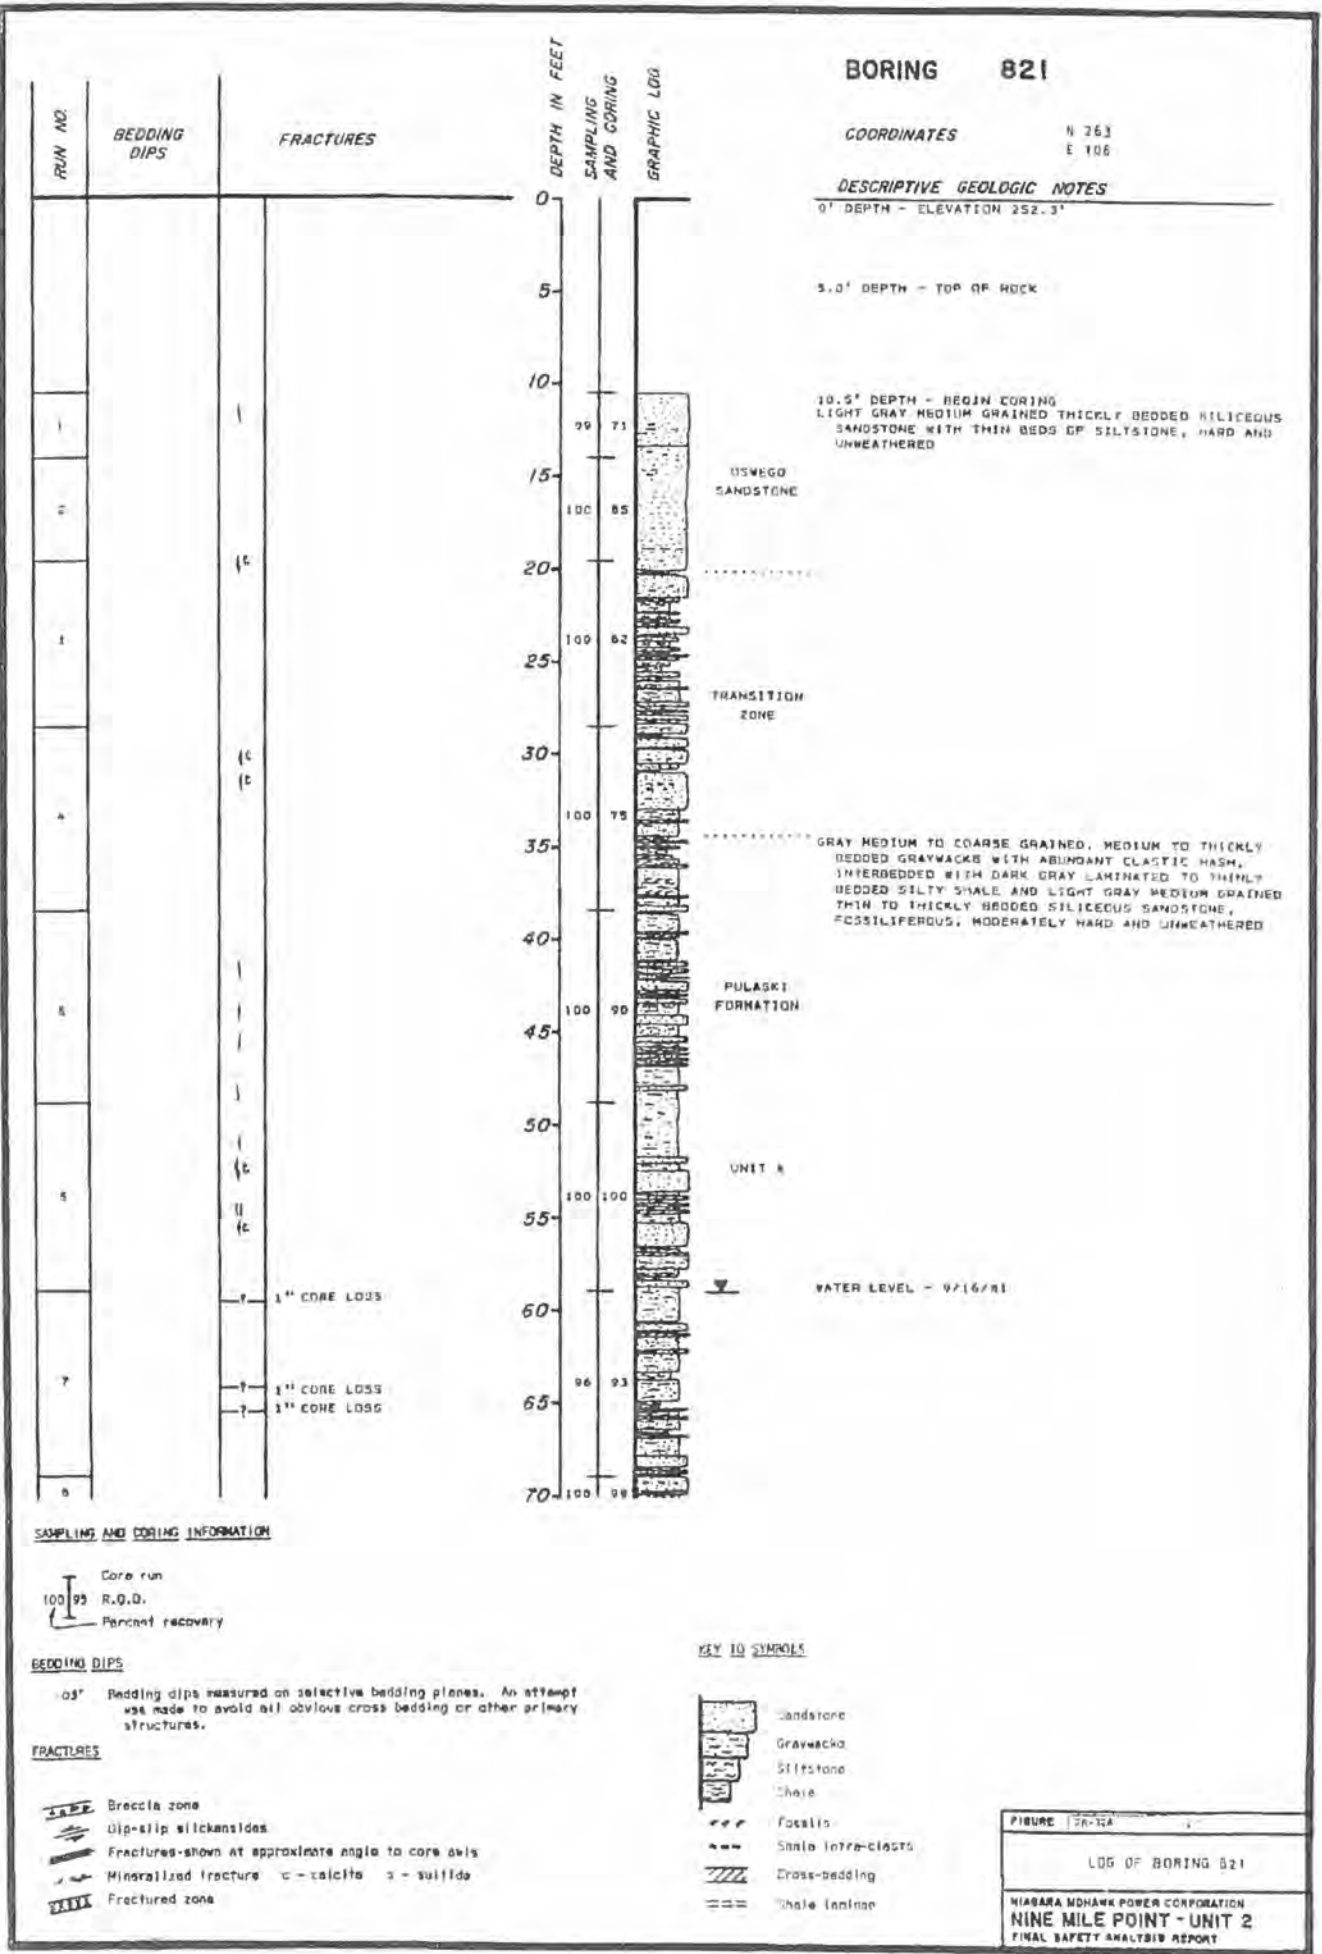 BORING 821
COORDINATES
N 263
E 106
DESCRIPTIVE GEOLOGIC NOTES
RUN NO.
BEDDING
DIPS
FRACTURES
DEPTH IN FEET
SAMPLING
AND CORING
GRAPHIC LOG
0
0' DEPTH - ELEVATION 252.3'
5
5.0' DEPTH - TOP OF ROCK
10
10.5' DEPTH - BEGIN CORING
LIGHT GRAY MEDIUM GRAINED THICKLY BEDDED SILICEOUS
SANDSTONE WITH THIN BEDS OF SILTSTONE, HARD AND
UNWEATHERED
1
99 71
15
OSWEGO
SANDSTONE
2
100 85
c
20
100 62
25
TRANSITION
ZONE
c
30
c
4
100 75
35
GRAY MEDIUM TO COARSE GRAINED, MEDIUM TO THICKLY
BEDDED GRAYWACKE WITH ABUNDANT CLASTIC HASH,
INTERBEDDED WITH DARK GRAY LAMINATED TO THINLY
BEDDED SILTY SHALE AND LIGHT GRAY MEDIUM GRAINED
THIN TO THICKLY BEDDED SILICEOUS SANDSTONE,
FOSSILIFEROUS, MODERATELY HARD AND UNWEATHERED
40
PULASKI
FORMATION
100 90
45
50
c
UNIT A
100 100
55
c
WATER LEVEL - 9/16/81
? 1" CORE LOSS
60
7
96 93
? 1" CORE LOSS
? 1" CORE LOSS
65
8
70
100 98
SAMPLING AND CORING INFORMATION
Core run
100 95 R.Q.D.
Percent recovery
BEDDING DIPS
05° Bedding dips measured on selective bedding planes. An attempt
was made to avoid all obvious cross bedding or other primary
structures.
FRACTURES
Breccia zone
Dip-slip slickensides
Fractures-shown at approximate angle to core axis
Mineralized fracture c - calcite s - sulfide
Fractured zone
KEY TO SYMBOLS
Sandstone
Graywacke
Siltstone
Shale
Fossils
Shale intra-clasts
Cross-bedding
Shale laminae
FIGURE
LOG OF BORING 821
NIAGARA MOHAWK POWER CORPORATION
NINE MILE POINT - UNIT 2
FINAL SAFETY ANALYSIS REPORT